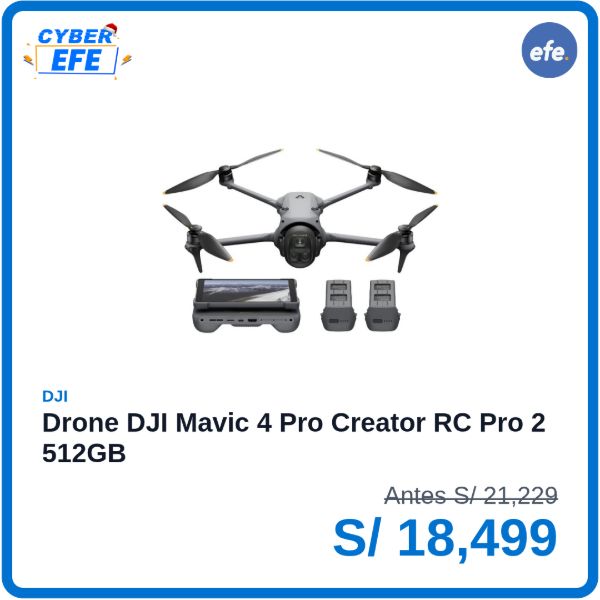 CYBER
EFE
efe.
DJI
Drone DJI Mavic 4 Pro Creator RC Pro 2
512GB
Antes S/ 21,229
S/ 18,499